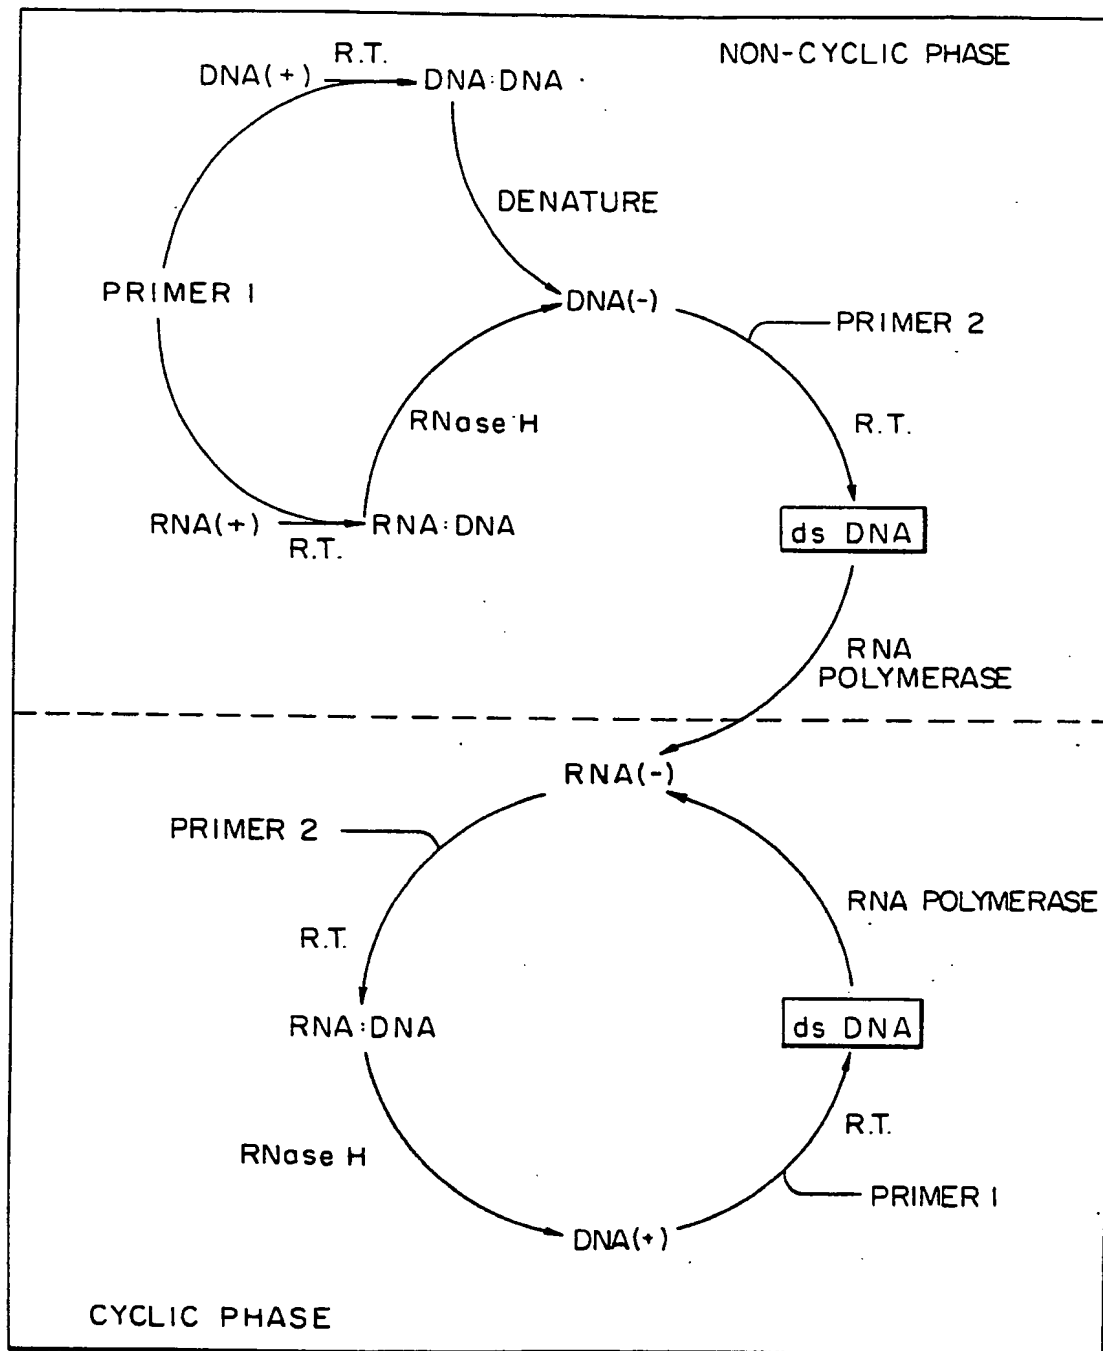 NON-CYCLIC PHASE
R.T.
DNA(+)
DNA:DNA
DENATURE
PRIMER 1
DNA(-)
PRIMER 2
RNase H
R.T.
RNA(+)
RNA:DNA
R.T.
ds DNA
RNA
POLYMERASE
RNA(-)
PRIMER 2
RNA POLYMERASE
R.T.
RNA:DNA
ds DNA
R.T.
RNase H
PRIMER 1
DNA(+)
CYCLIC PHASE